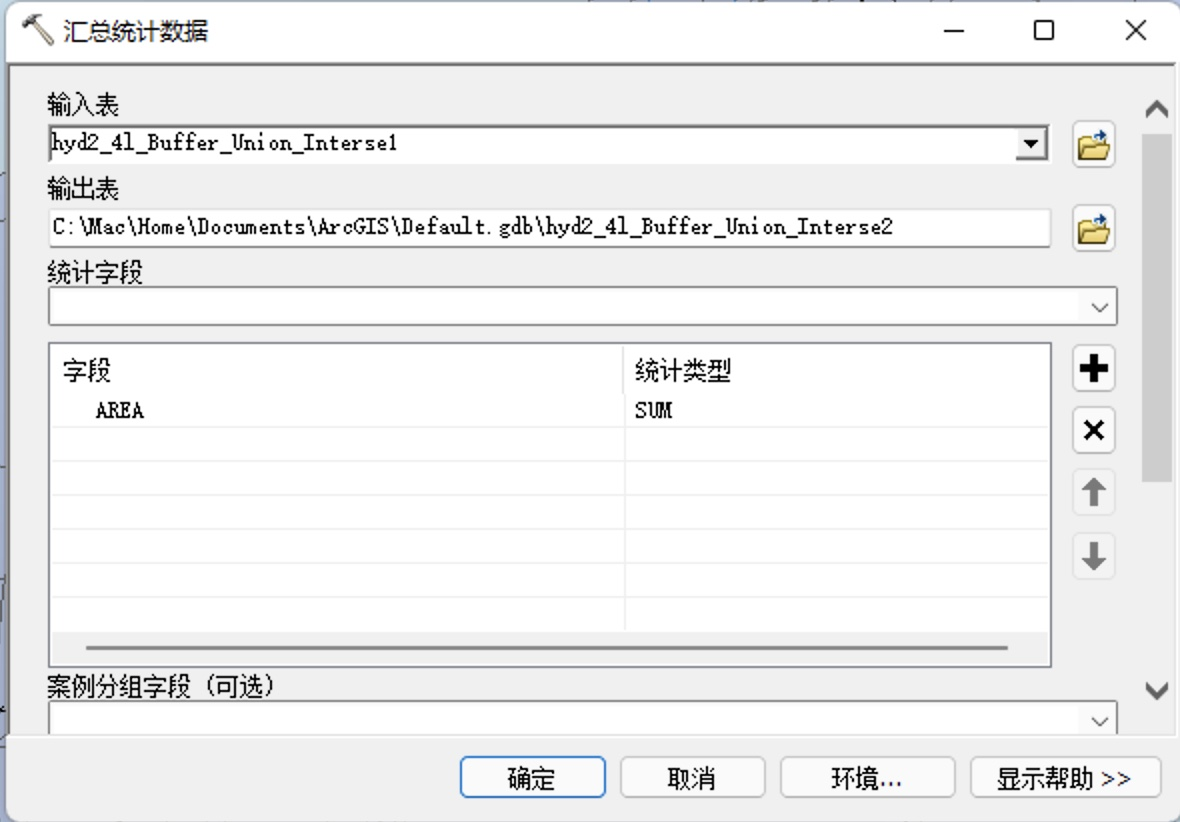 汇总统计数据
输入表
hyd2_4l_Buffer_Union_Interse1
输出表
C:\Mac\Home\Documents\ArcGIS\Default.gdb\hyd2_4l_Buffer_Union_Interse2
统计字段
字段 统计类型
AREA SUM
案例分组字段（可选）
确定 取消 环境... 显示帮助 >>